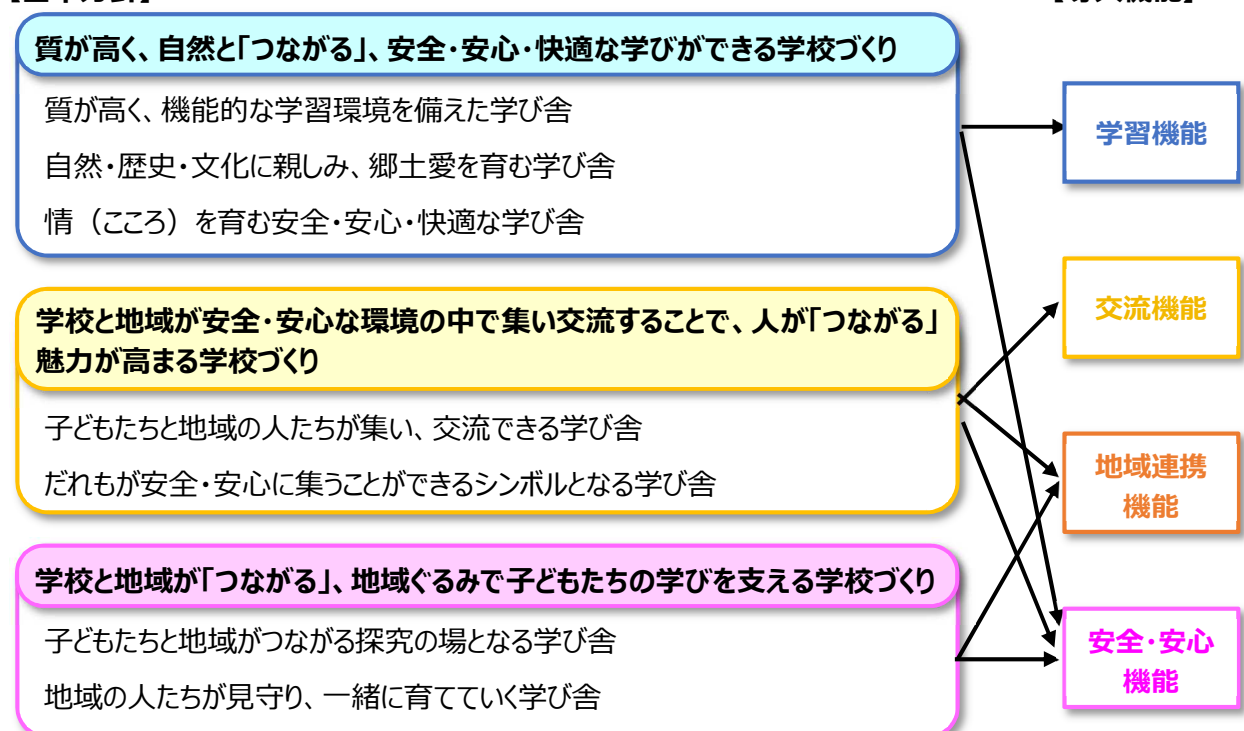 質が高く、自然と「つながる」、安全・安心・快適な学びができる学校づくり
質が高く、機能的な学習環境を備えた学び舎
自然・歴史・文化に親しみ、郷土愛を育む学び舎
情（こころ）を育む安全・安心・快適な学び舎
学校と地域が安全・安心な環境の中で集い交流することで、人が「つながる」
魅力が高まる学校づくり
子どもたちと地域の人たちが集い、交流できる学び舎
だれもが安全・安心に集うことができるシンボルとなる学び舎
学校と地域が「つながる」、地域ぐるみで子どもたちの学びを支える学校づくり
子どもたちと地域がつながる探究の場となる学び舎
地域の人たちが見守り、一緒に育てていく学び舎
学習機能
交流機能
地域連携
機能
安全・安心
機能